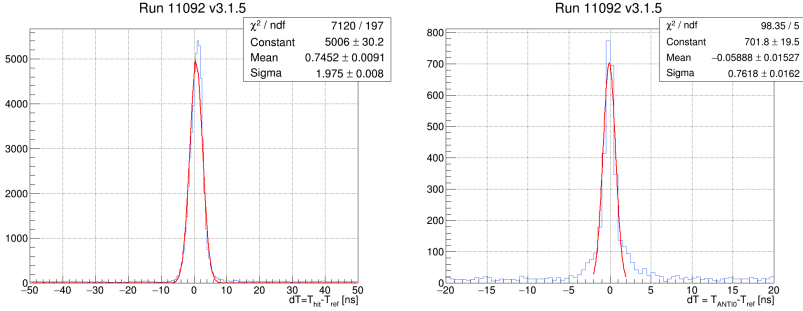 Run 11092 v3.1.5
χ² / ndf 7120 / 197
Constant 5006 ± 30.2
Mean 0.7452 ± 0.0091
Sigma 1.975 ± 0.008
5000
4000
3000
2000
1000
0
−50 −40 −30 −20 −10 0 10 20 30 40 50
dT=T_hit-T_ref [ns]
Run 11092 v3.1.5
χ² / ndf 98.35 / 5
Constant 701.8 ± 19.5
Mean −0.05888 ± 0.01527
Sigma 0.7618 ± 0.0162
800
700
600
500
400
300
200
100
0
−20 −15 −10 −5 0 5 10 15 20
dT = T_ANTI0-T_ref [ns]